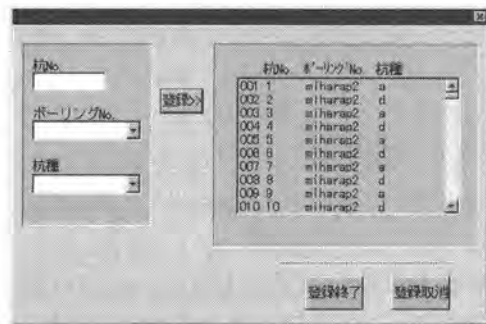 杭No.
ボーリングNo.
杭種
登録>>
杭No. ボーリングNo. 杭種
001 1 miharap2 a
002 2 miharap2 d
003 3 miharap2 a
004 4 miharap2 d
005 5 miharap2 a
006 6 miharap2 d
007 7 miharap2 a
008 8 miharap2 d
009 9 miharap2 a
010 10 miharap2 d
登録終了 登録取消